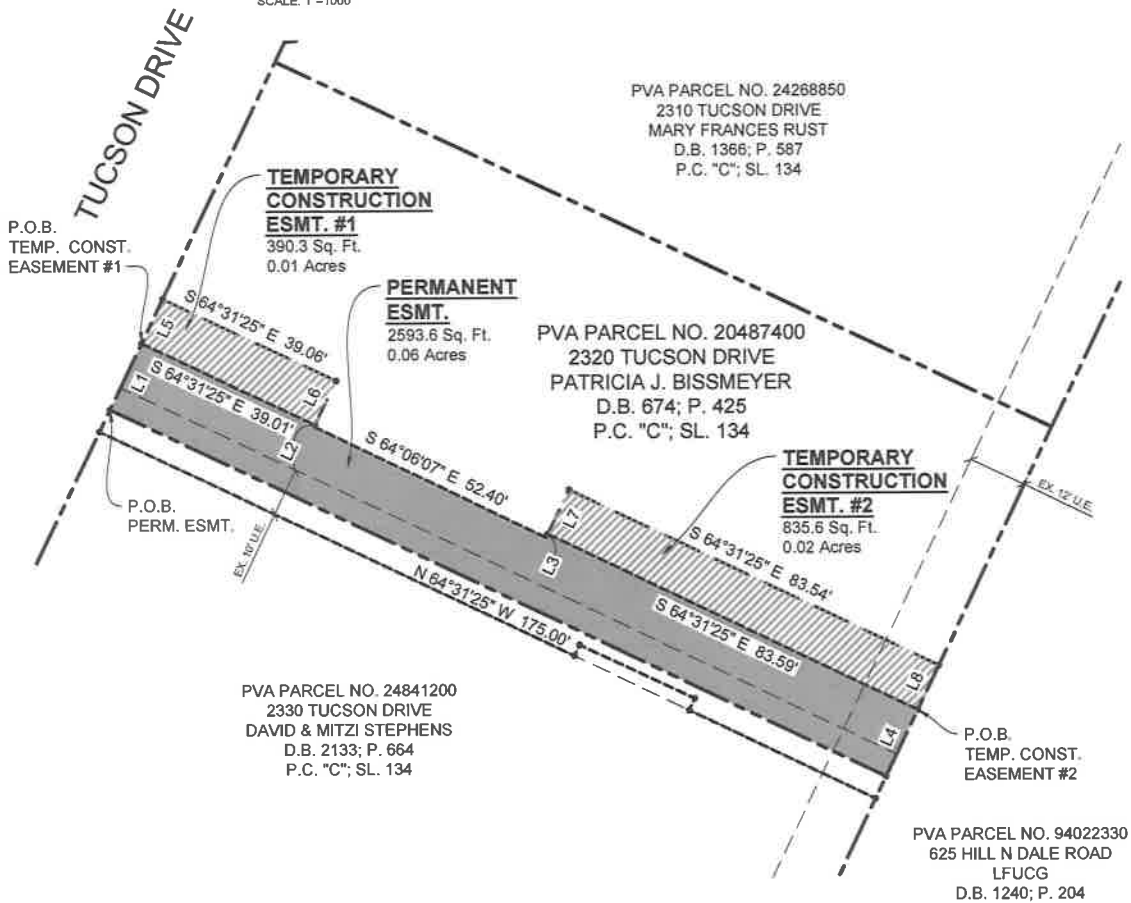 SCALE: 1"=1000'
TUCSON DRIVE
PVA PARCEL NO. 24268850
2310 TUCSON DRIVE
MARY FRANCES RUST
D.B. 1366; P. 587
P.C. "C"; SL. 134
TEMPORARY
CONSTRUCTION
ESMT. #1
390.3 Sq. Ft.
0.01 Acres
P.O.B.
TEMP. CONST.
EASEMENT #1
PERMANENT
ESMT.
2593.6 Sq. Ft.
0.06 Acres
PVA PARCEL NO. 20487400
2320 TUCSON DRIVE
PATRICIA J. BISSMEYER
D.B. 674; P. 425
P.C. "C"; SL. 134
S 64°31'25" E 39.06'
L5
L6
L1
S 64°31'25" E 39.01'
L2
S 64°06'07" E 52.40'
TEMPORARY
CONSTRUCTION
ESMT. #2
835.6 Sq. Ft.
0.02 Acres
EX. 12' U.E.
P.O.B.
PERM. ESMT.
EX. 10' U.E.
L7
L3
S 64°31'25" E 83.54'
S 64°31'25" E 83.59'
N 64°31'25" W 175.00'
L8
L4
PVA PARCEL NO. 24841200
2330 TUCSON DRIVE
DAVID & MITZI STEPHENS
D.B. 2133; P. 664
P.C. "C"; SL. 134
P.O.B.
TEMP. CONST.
EASEMENT #2
PVA PARCEL NO. 94022330
625 HILL N DALE ROAD
LFUCG
D.B. 1240; P. 204